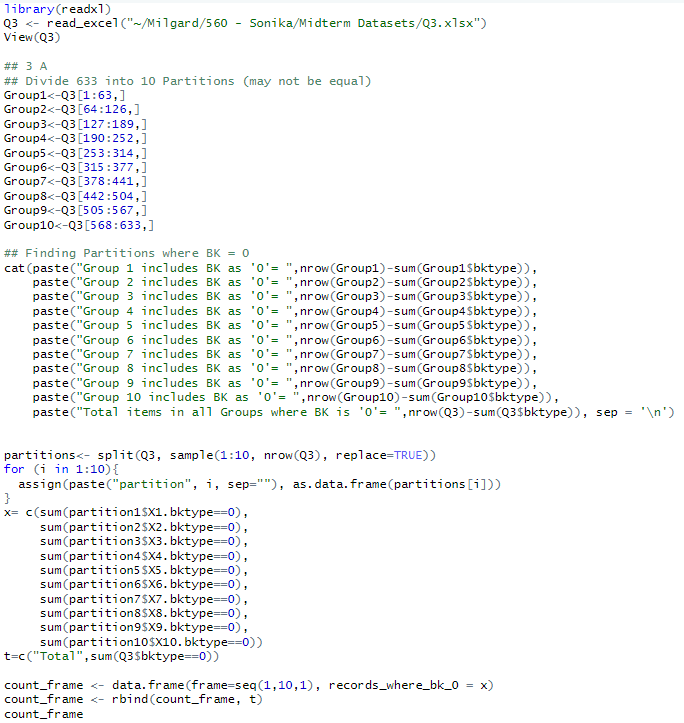 library(readxl)
Q3 <- read_excel("~/Milgard/560 - Sonika/Midterm Datasets/Q3.xlsx")
View(Q3)
## 3 A
## Divide 633 into 10 Partitions (may not be equal)
Group1<-Q3[1:63,]
Group2<-Q3[64:126,]
Group3<-Q3[127:189,]
Group4<-Q3[190:252,]
Group5<-Q3[253:314,]
Group6<-Q3[315:377,]
Group7<-Q3[378:441,]
Group8<-Q3[442:504,]
Group9<-Q3[505:567,]
Group10<-Q3[568:633,]
## Finding Partitions where BK = 0
cat(paste("Group 1 includes BK as '0'= ",nrow(Group1)-sum(Group1$bktype)),
paste("Group 2 includes BK as '0'= ",nrow(Group2)-sum(Group2$bktype)),
paste("Group 3 includes BK as '0'= ",nrow(Group3)-sum(Group3$bktype)),
paste("Group 4 includes BK as '0'= ",nrow(Group4)-sum(Group4$bktype)),
paste("Group 5 includes BK as '0'= ",nrow(Group5)-sum(Group5$bktype)),
paste("Group 6 includes BK as '0'= ",nrow(Group6)-sum(Group6$bktype)),
paste("Group 7 includes BK as '0'= ",nrow(Group7)-sum(Group7$bktype)),
paste("Group 8 includes BK as '0'= ",nrow(Group8)-sum(Group8$bktype)),
paste("Group 9 includes BK as '0'= ",nrow(Group9)-sum(Group9$bktype)),
paste("Group 10 includes BK as '0'= ",nrow(Group10)-sum(Group10$bktype)),
paste("Total items in all Groups where BK is '0'= ",nrow(Q3)-sum(Q3$bktype)), sep = '\n')
partitions<- split(Q3, sample(1:10, nrow(Q3), replace=TRUE))
for (i in 1:10){
assign(paste("partition", i, sep=""), as.data.frame(partitions[i]))
}
x= c(sum(partition1$X1.bktype==0),
sum(partition2$X2.bktype==0),
sum(partition3$X3.bktype==0),
sum(partition4$X4.bktype==0),
sum(partition5$X5.bktype==0),
sum(partition6$X6.bktype==0),
sum(partition7$X7.bktype==0),
sum(partition8$X8.bktype==0),
sum(partition9$X9.bktype==0),
sum(partition10$X10.bktype==0))
t=c("Total",sum(Q3$bktype==0))
count_frame <- data.frame(frame=seq(1,10,1), records_where_bk_0 = x)
count_frame <- rbind(count_frame, t)
count_frame